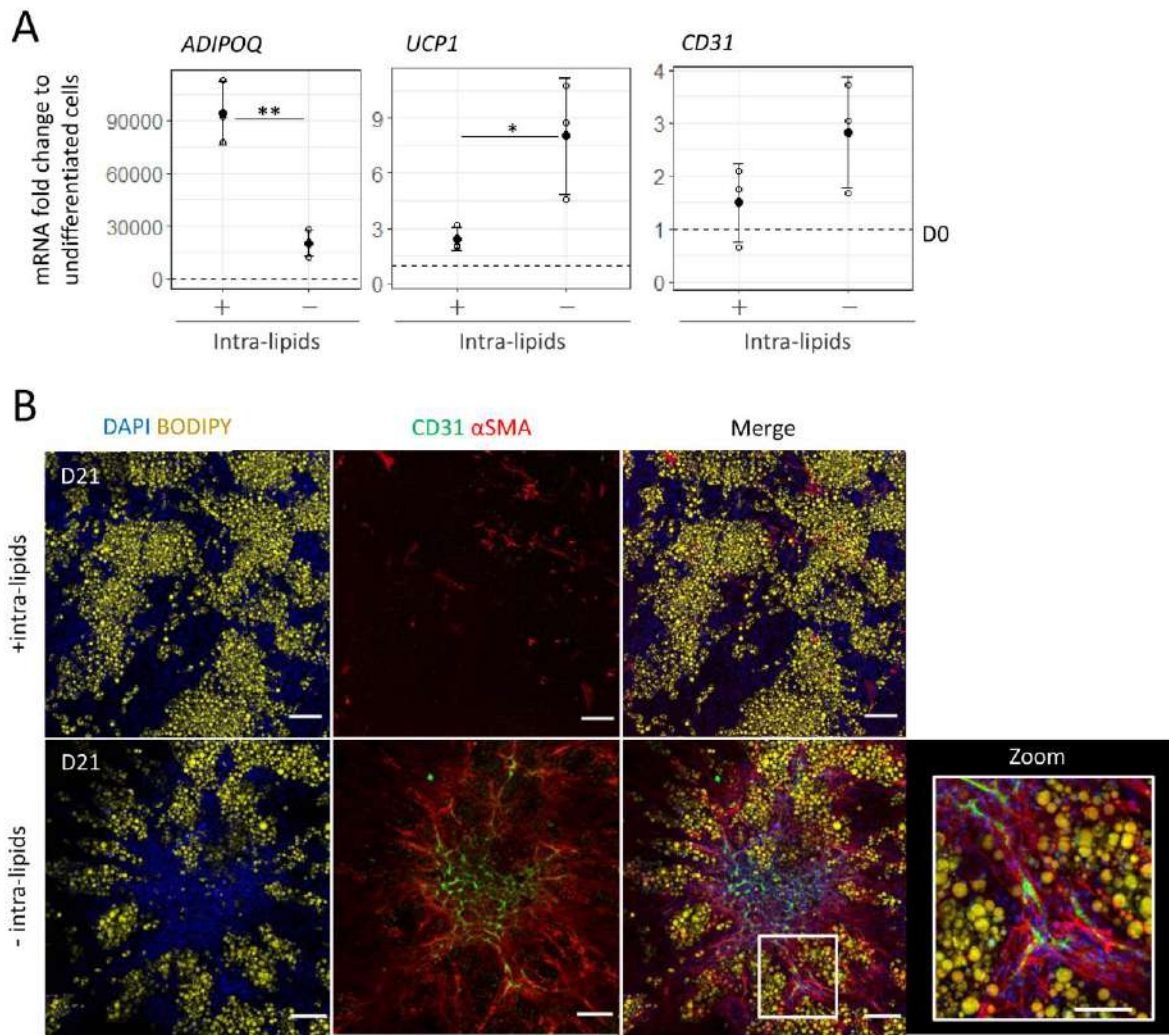 A
ADIPOQ
UCP1
CD31
mRNA fold change to
undifferentiated cells
90000
60000
30000
0
**
+
−
Intra-lipids
9
6
3
0
*
+
−
Intra-lipids
4
3
2
1
0
D0
+
−
Intra-lipids
B
DAPI BODIPY
CD31 αSMA
Merge
+intra-lipids
D21
- intra-lipids
D21
Zoom